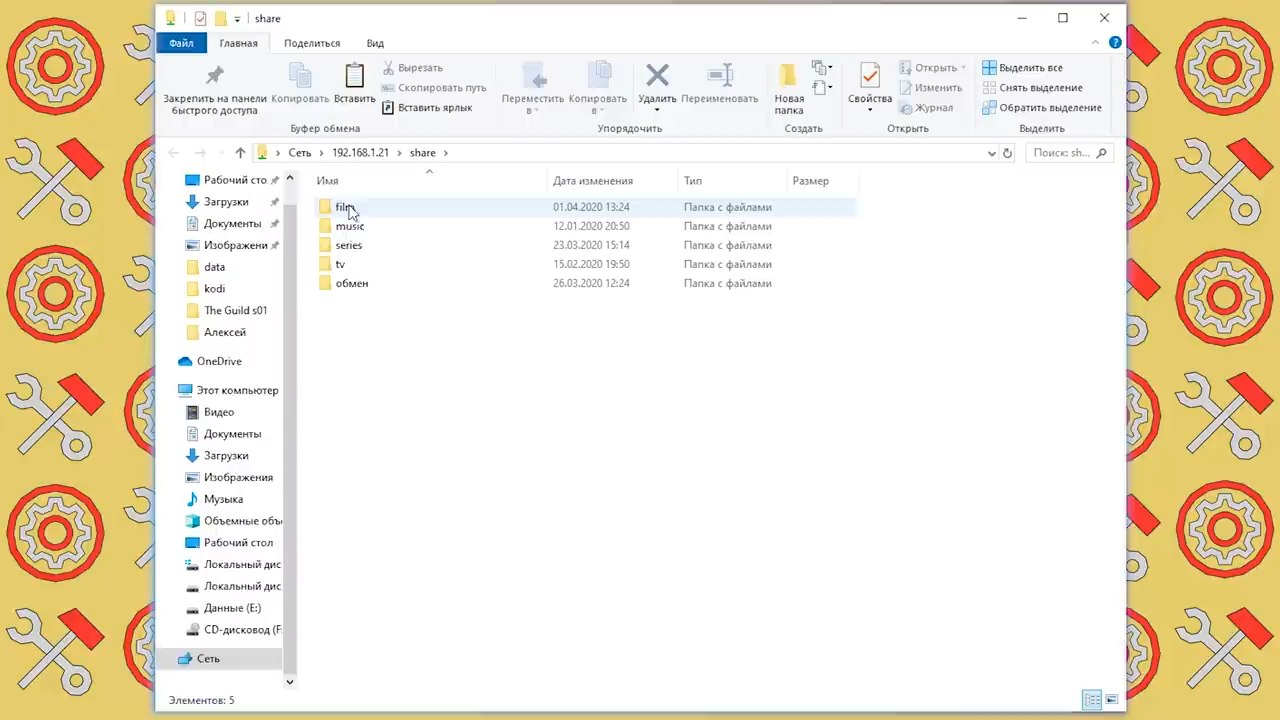 share
Файл Главная Поделиться Вид
Закрепить на панели быстрого доступа
Копировать
Вставить
Вырезать
Скопировать путь
Вставить ярлык
Буфер обмена
Переместить в
Копировать в
Удалить
Переименовать
Упорядочить
Новая папка
Создать
Свойства
Открыть
Изменить
Журнал
Открыть
Выделить все
Снять выделение
Обратить выделение
Выделить
Сеть 192.168.1.21 share
Поиск: sh...
Имя Дата изменения Тип Размер
film 01.04.2020 13:24 Папка с файлами
music 12.01.2020 20:50 Папка с файлами
series 23.03.2020 15:14 Папка с файлами
tv 15.02.2020 19:50 Папка с файлами
обмен 26.03.2020 12:24 Папка с файлами
Рабочий сто
Загрузки
Документы
Изображени
data
kodi
The Guild s01
Алексей
OneDrive
Этот компьютер
Видео
Документы
Загрузки
Изображения
Музыка
Объемные объ
Рабочий стол
Локальный дис
Локальный дис
Данные (E:)
CD-дисковод (F:
Сеть
Элементов: 5